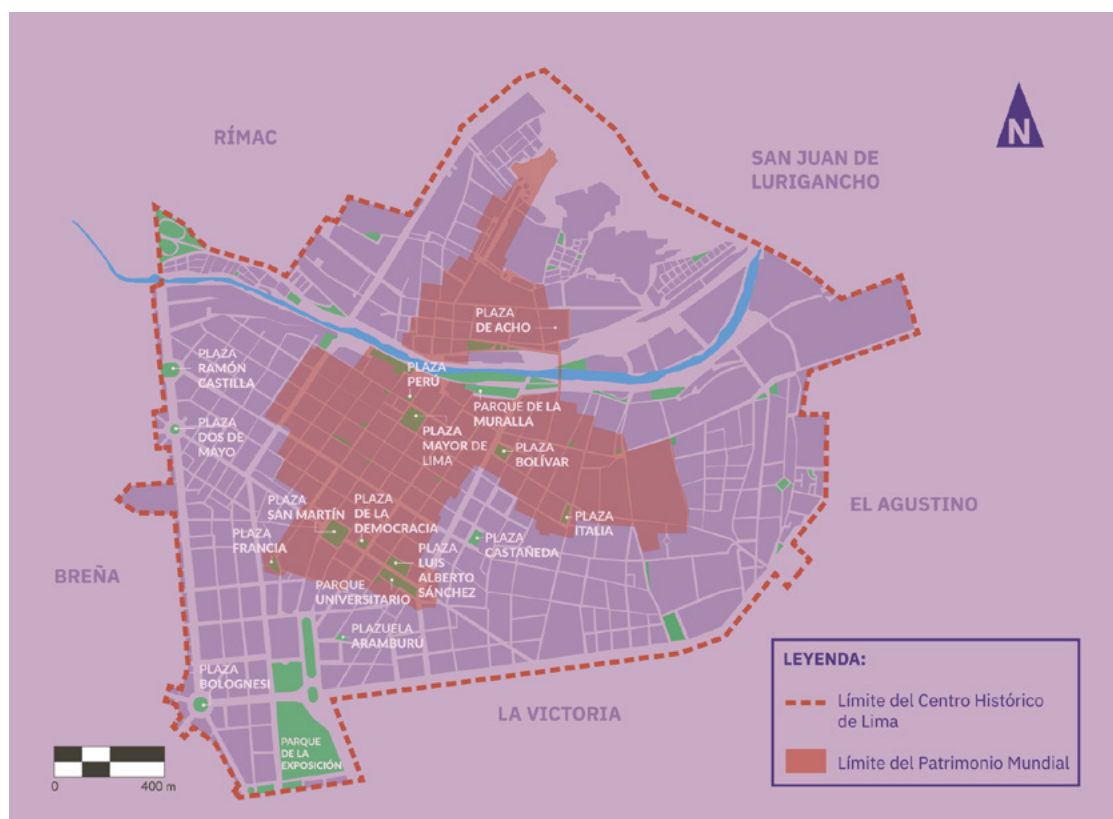 RÍMAC
N
SAN JUAN DE
LURIGANCHO
PLAZA
DE ACHO
PLAZA
RAMÓN
CASTILLA
PLAZA
PERÚ
PARQUE DE LA
MURALLA
PLAZA
DOS DE
MAYO
PLAZA
MAYOR DE
LIMA
PLAZA
BOLÍVAR
PLAZA
SAN MARTÍN
PLAZA
DE LA
DEMOCRACIA
PLAZA
ITALIA
EL AGUSTINO
PLAZA
FRANCIA
PLAZA
CASTAÑEDA
PLAZA
LUIS
ALBERTO
SÁNCHEZ
BREÑA
PARQUE
UNIVERSITARIO
PLAZUELA
ARAMBURÚ
PLAZA
BOLOGNESI
LA VICTORIA
PARQUE
DE LA
EXPOSICIÓN
0 400 m
LEYENDA:
Límite del Centro Histórico
de Lima
Límite del Patrimonio Mundial